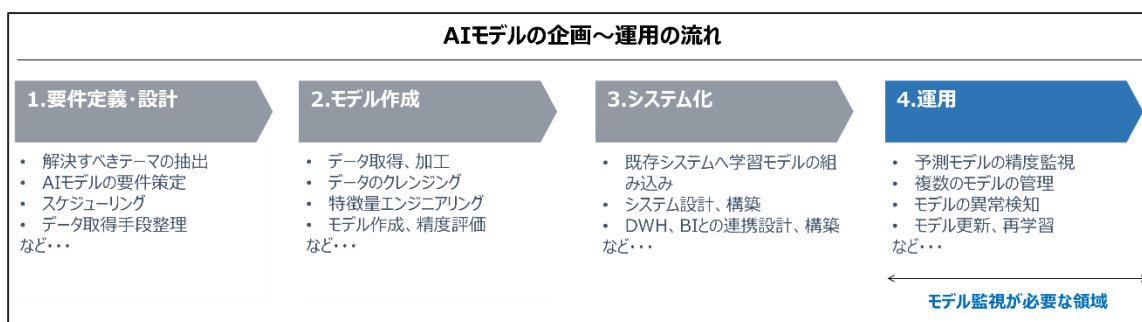 AIモデルの企画～運用の流れ
1.要件定義・設計
• 解決すべきテーマの抽出
• AIモデルの要件策定
• スケジューリング
• データ取得手段整理
など・・・
2.モデル作成
• データ取得、加工
• データのクレンジング
• 特徴量エンジニアリング
• モデル作成、精度評価
など・・・
3.システム化
• 既存システムへ学習モデルの組
み込み
• システム設計、構築
• DWH、BIとの連携設計、構築
など・・・
4.運用
• 予測モデルの精度監視
• 複数のモデルの管理
• モデルの異常検知
• モデル更新、再学習
など・・・
モデル監視が必要な領域